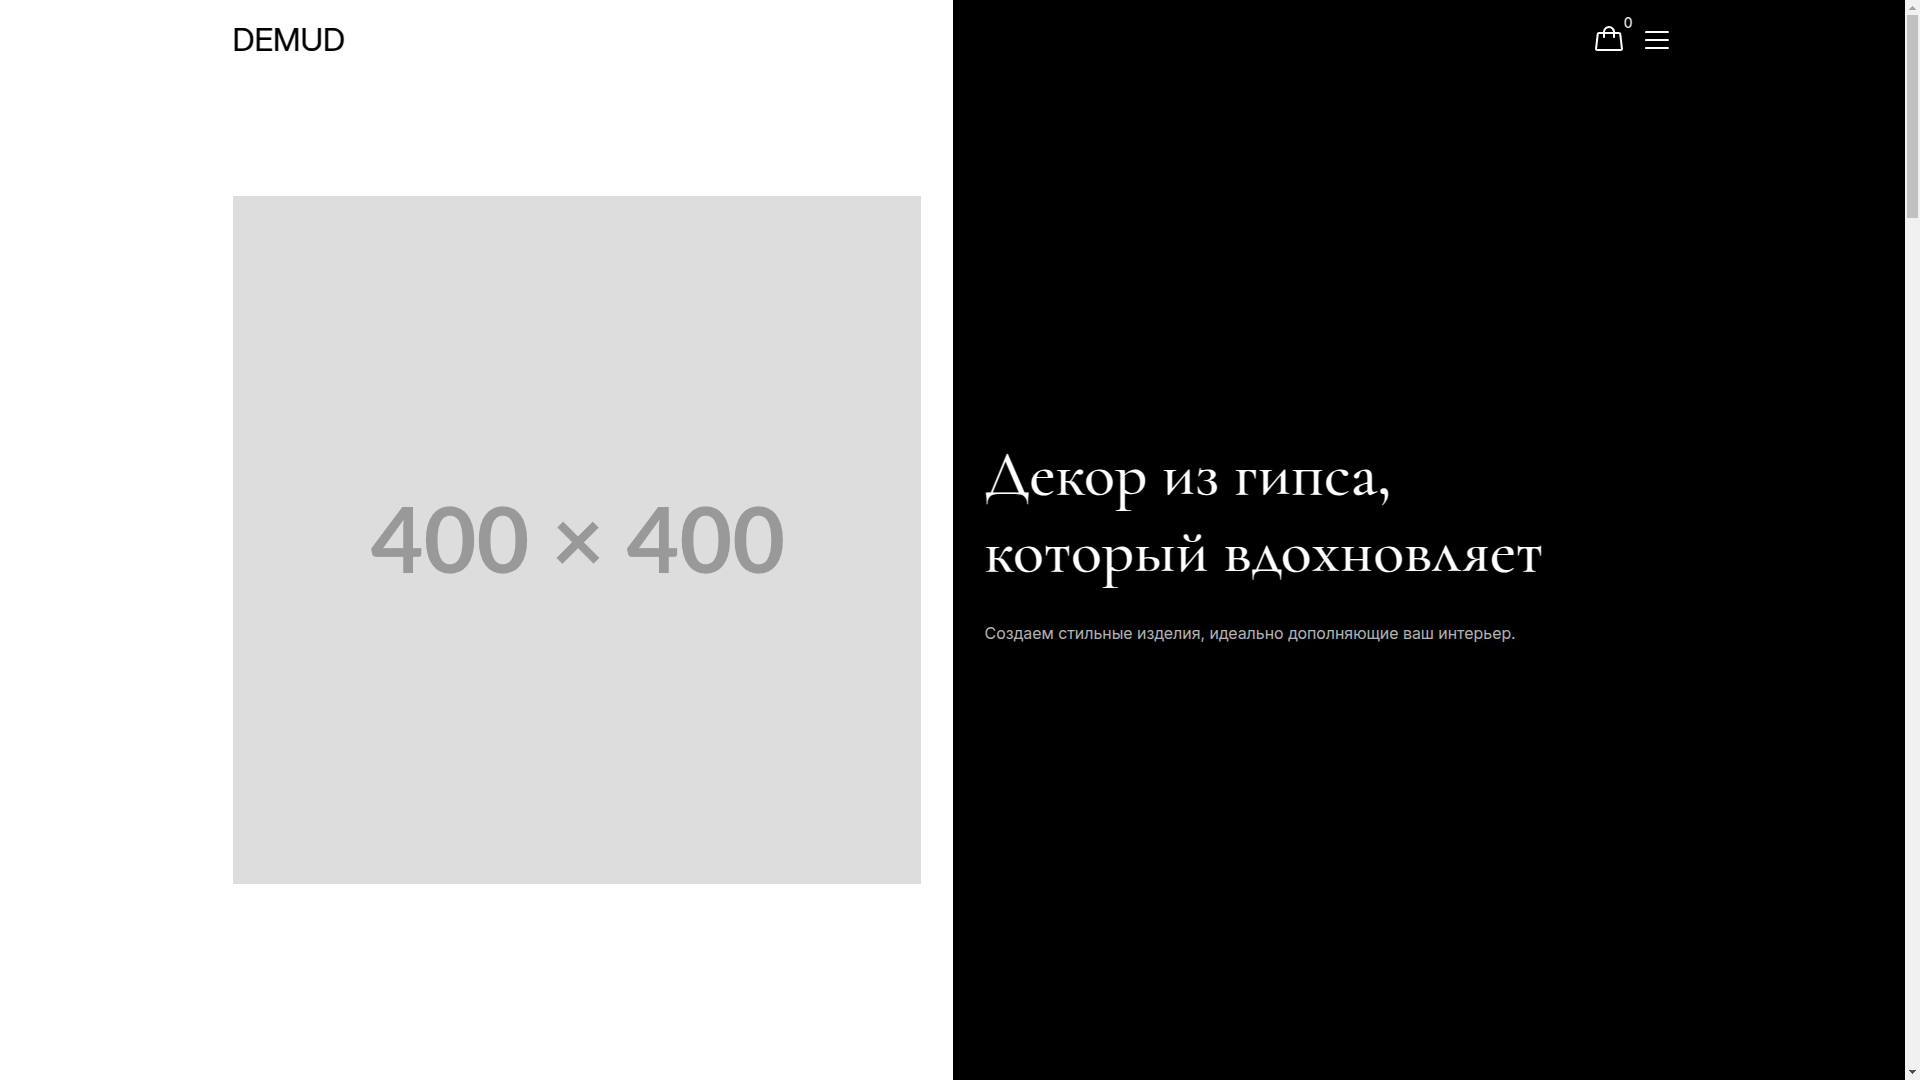 DEMUD
0
400 × 400
Декор из гипса,
который вдохновляет
Создаем стильные изделия, идеально дополняющие ваш интерьер.